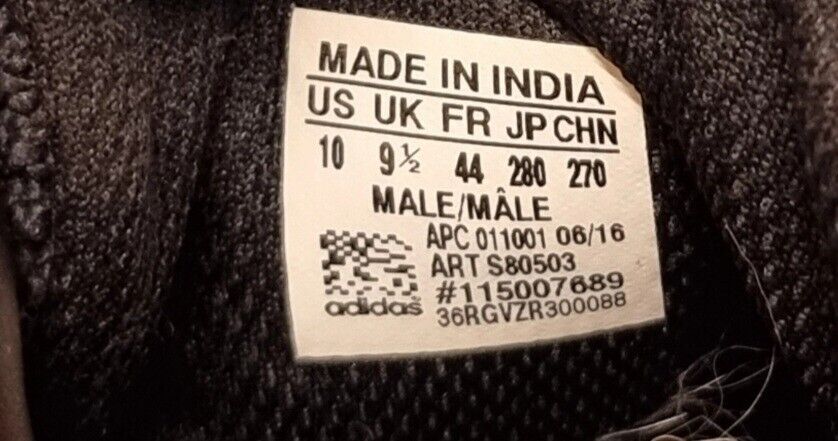 MADE IN INDIA
US UK FR JP CHN
10 9½ 44 280 270
MALE/MÂLE
APC 011001 06/16
ART S80503
#115007689
adidas 36RGVZR300088